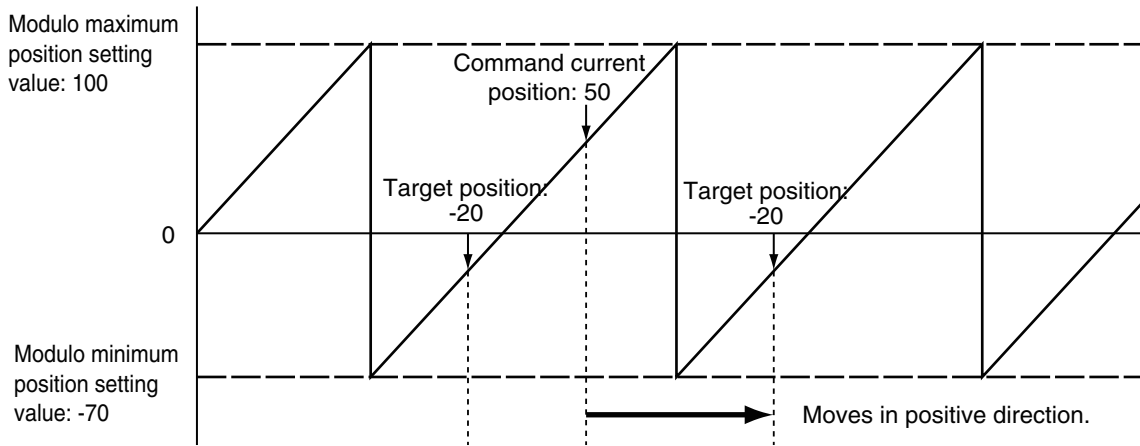 Modulo maximum
position setting
value: 100
Command current
position: 50
Target position:
-20
Target position:
-20
0
Modulo minimum
position setting
value: -70
Moves in positive direction.